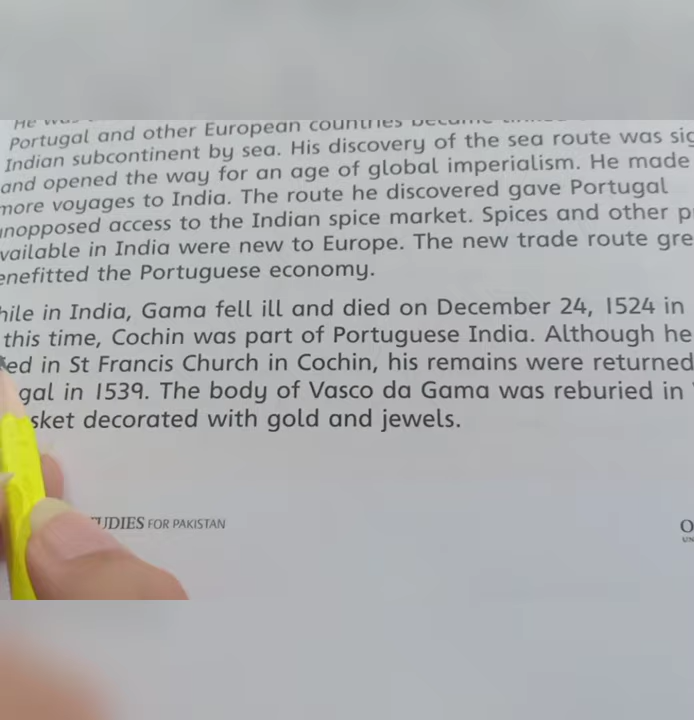 He was
Portugal and other European countries became
Indian subcontinent by sea. His discovery of the sea route was sig
and opened the way for an age of global imperialism. He made
more voyages to India. The route he discovered gave Portugal
nopposed access to the Indian spice market. Spices and other p
vailable in India were new to Europe. The new trade route gre
enefitted the Portuguese economy.
hile in India, Gama fell ill and died on December 24, 1524 in
this time, Cochin was part of Portuguese India. Although he
ed in St Francis Church in Cochin, his remains were returned
gal in 1539. The body of Vasco da Gama was reburied in
sket decorated with gold and jewels.
UDIES FOR PAKISTAN
O
UN